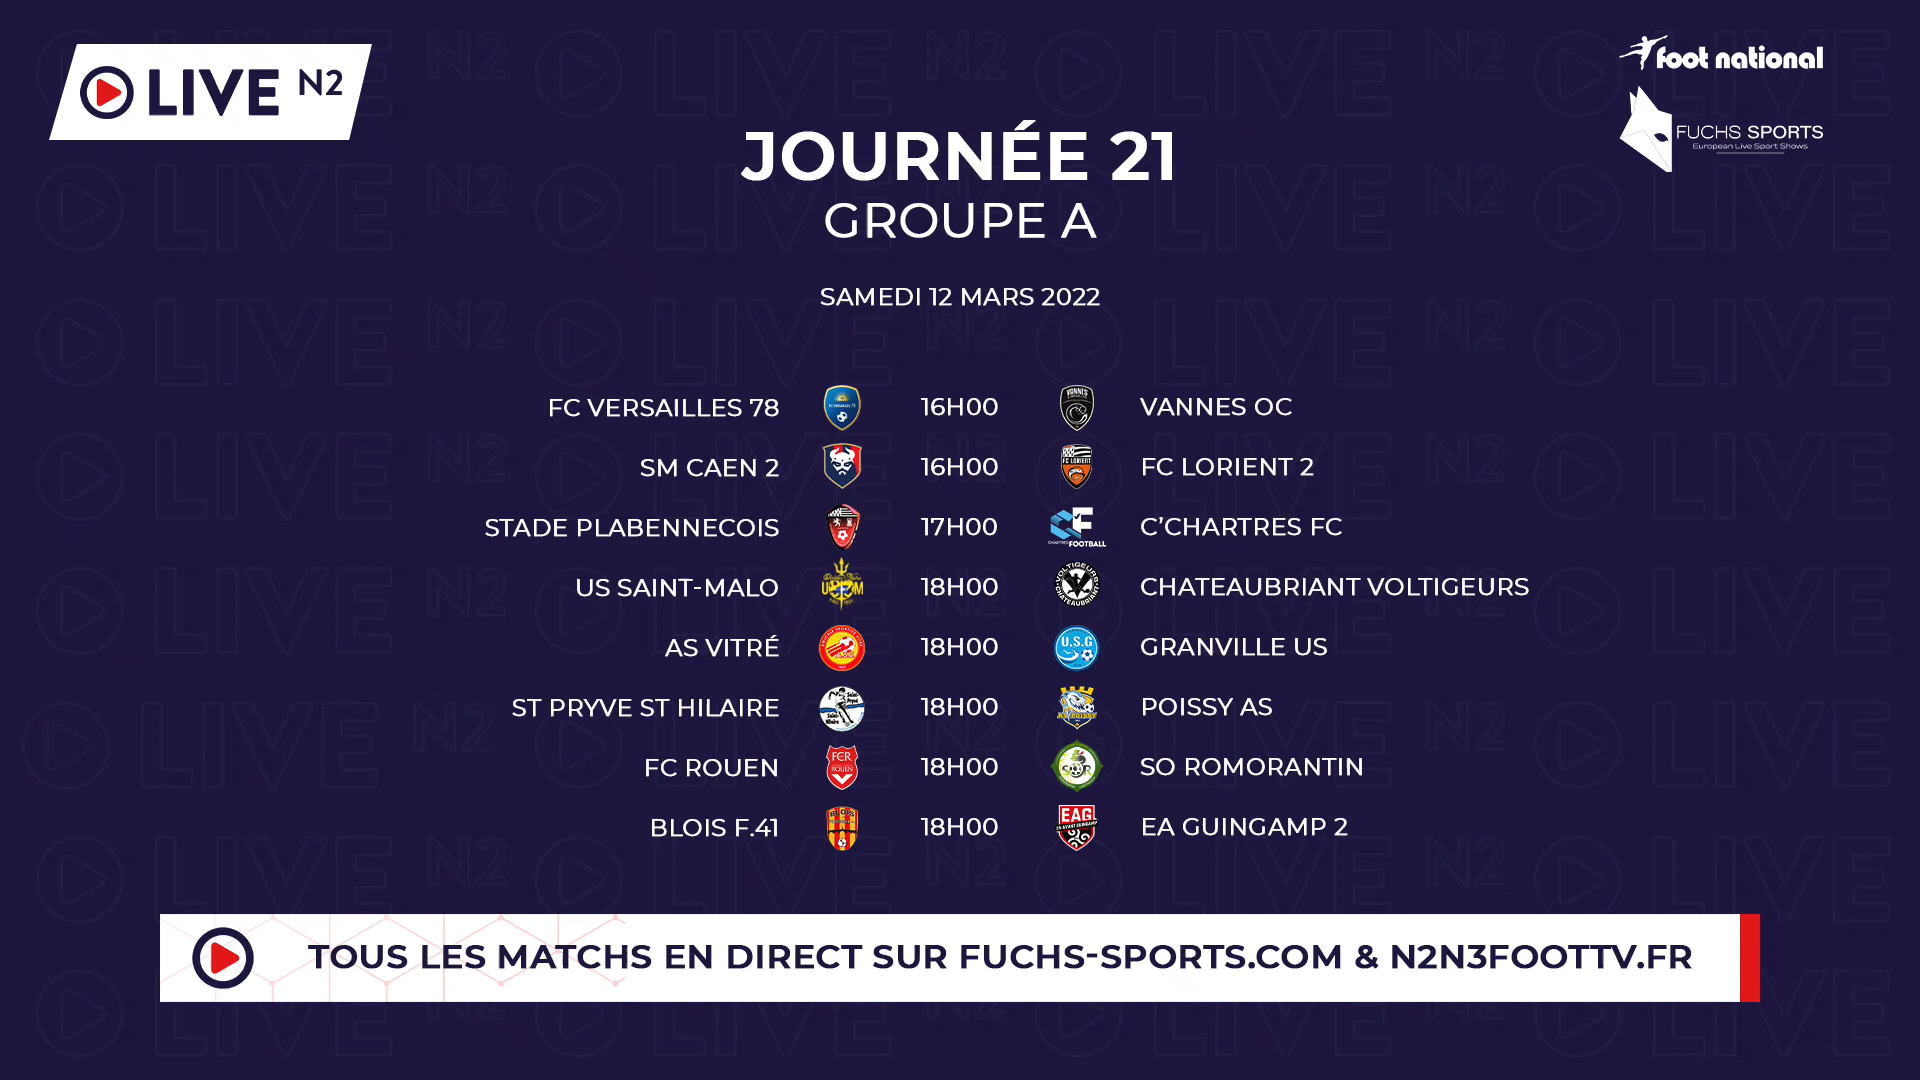 LIVE N2
foot national
FUCHS SPORTS
European Live Sport Shows
JOURNÉE 21
GROUPE A
SAMEDI 12 MARS 2022
FC VERSAILLES 78 16H00 VANNES OC
SM CAEN 2 16H00 FC LORIENT 2
STADE PLABENNECOIS 17H00 C’CHARTRES FC
US SAINT-MALO 18H00 CHATEAUBRIANT VOLTIGEURS
AS VITRÉ 18H00 GRANVILLE US
ST PRYVE ST HILAIRE 18H00 POISSY AS
FC ROUEN 18H00 SO ROMORANTIN
BLOIS F.41 18H00 EA GUINGAMP 2
TOUS LES MATCHS EN DIRECT SUR FUCHS-SPORTS.COM & N2N3FOOTTV.FR